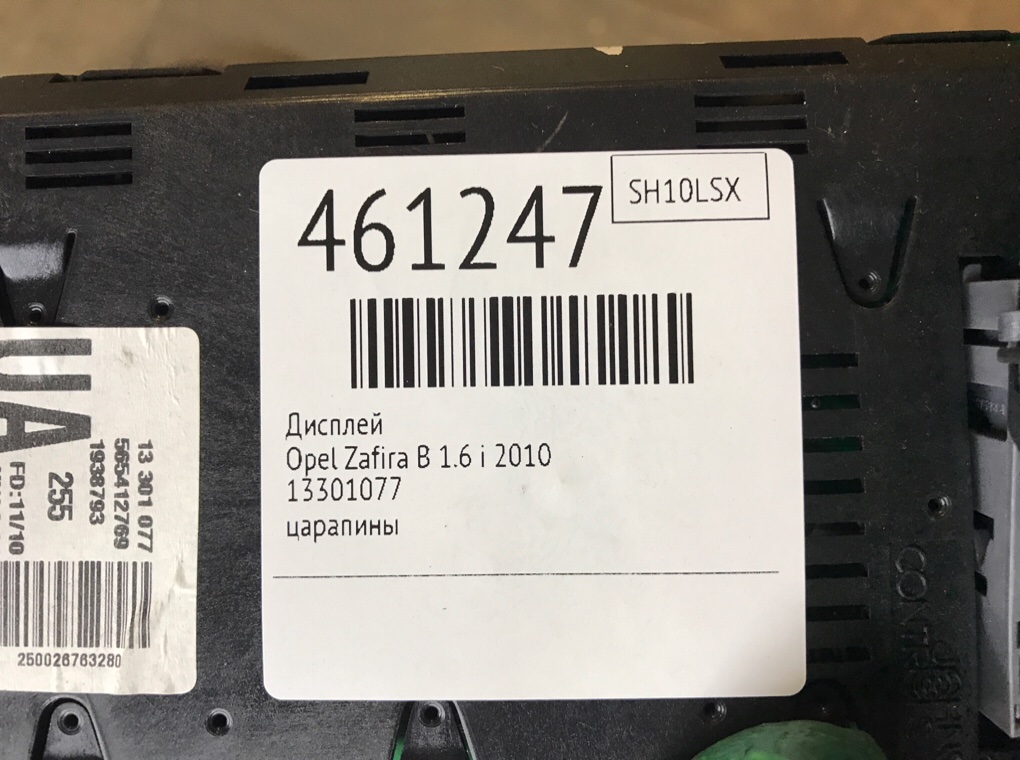 461247
SH10LSX
Дисплей
Opel Zafira B 1.6 i 2010
13301077
царапины
UA
13 301 077
565412769
1938793
255
FD:11/10
250026763280